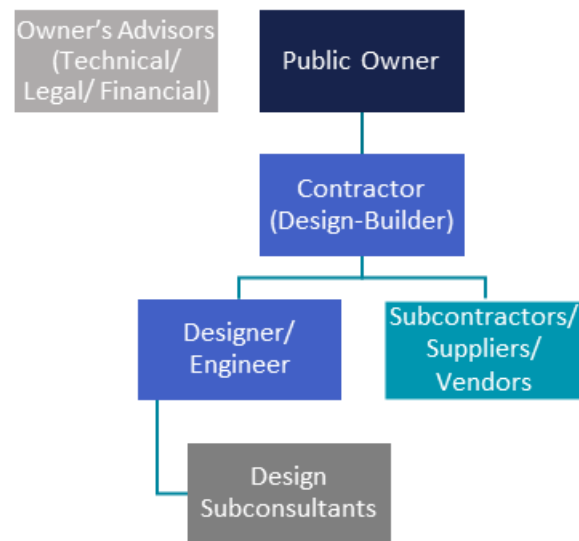 Owner's Advisors
(Technical/
Legal/ Financial)
Public Owner
Contractor
(Design-Builder)
Designer/
Engineer
Subcontractors/
Suppliers/
Vendors
Design
Subconsultants